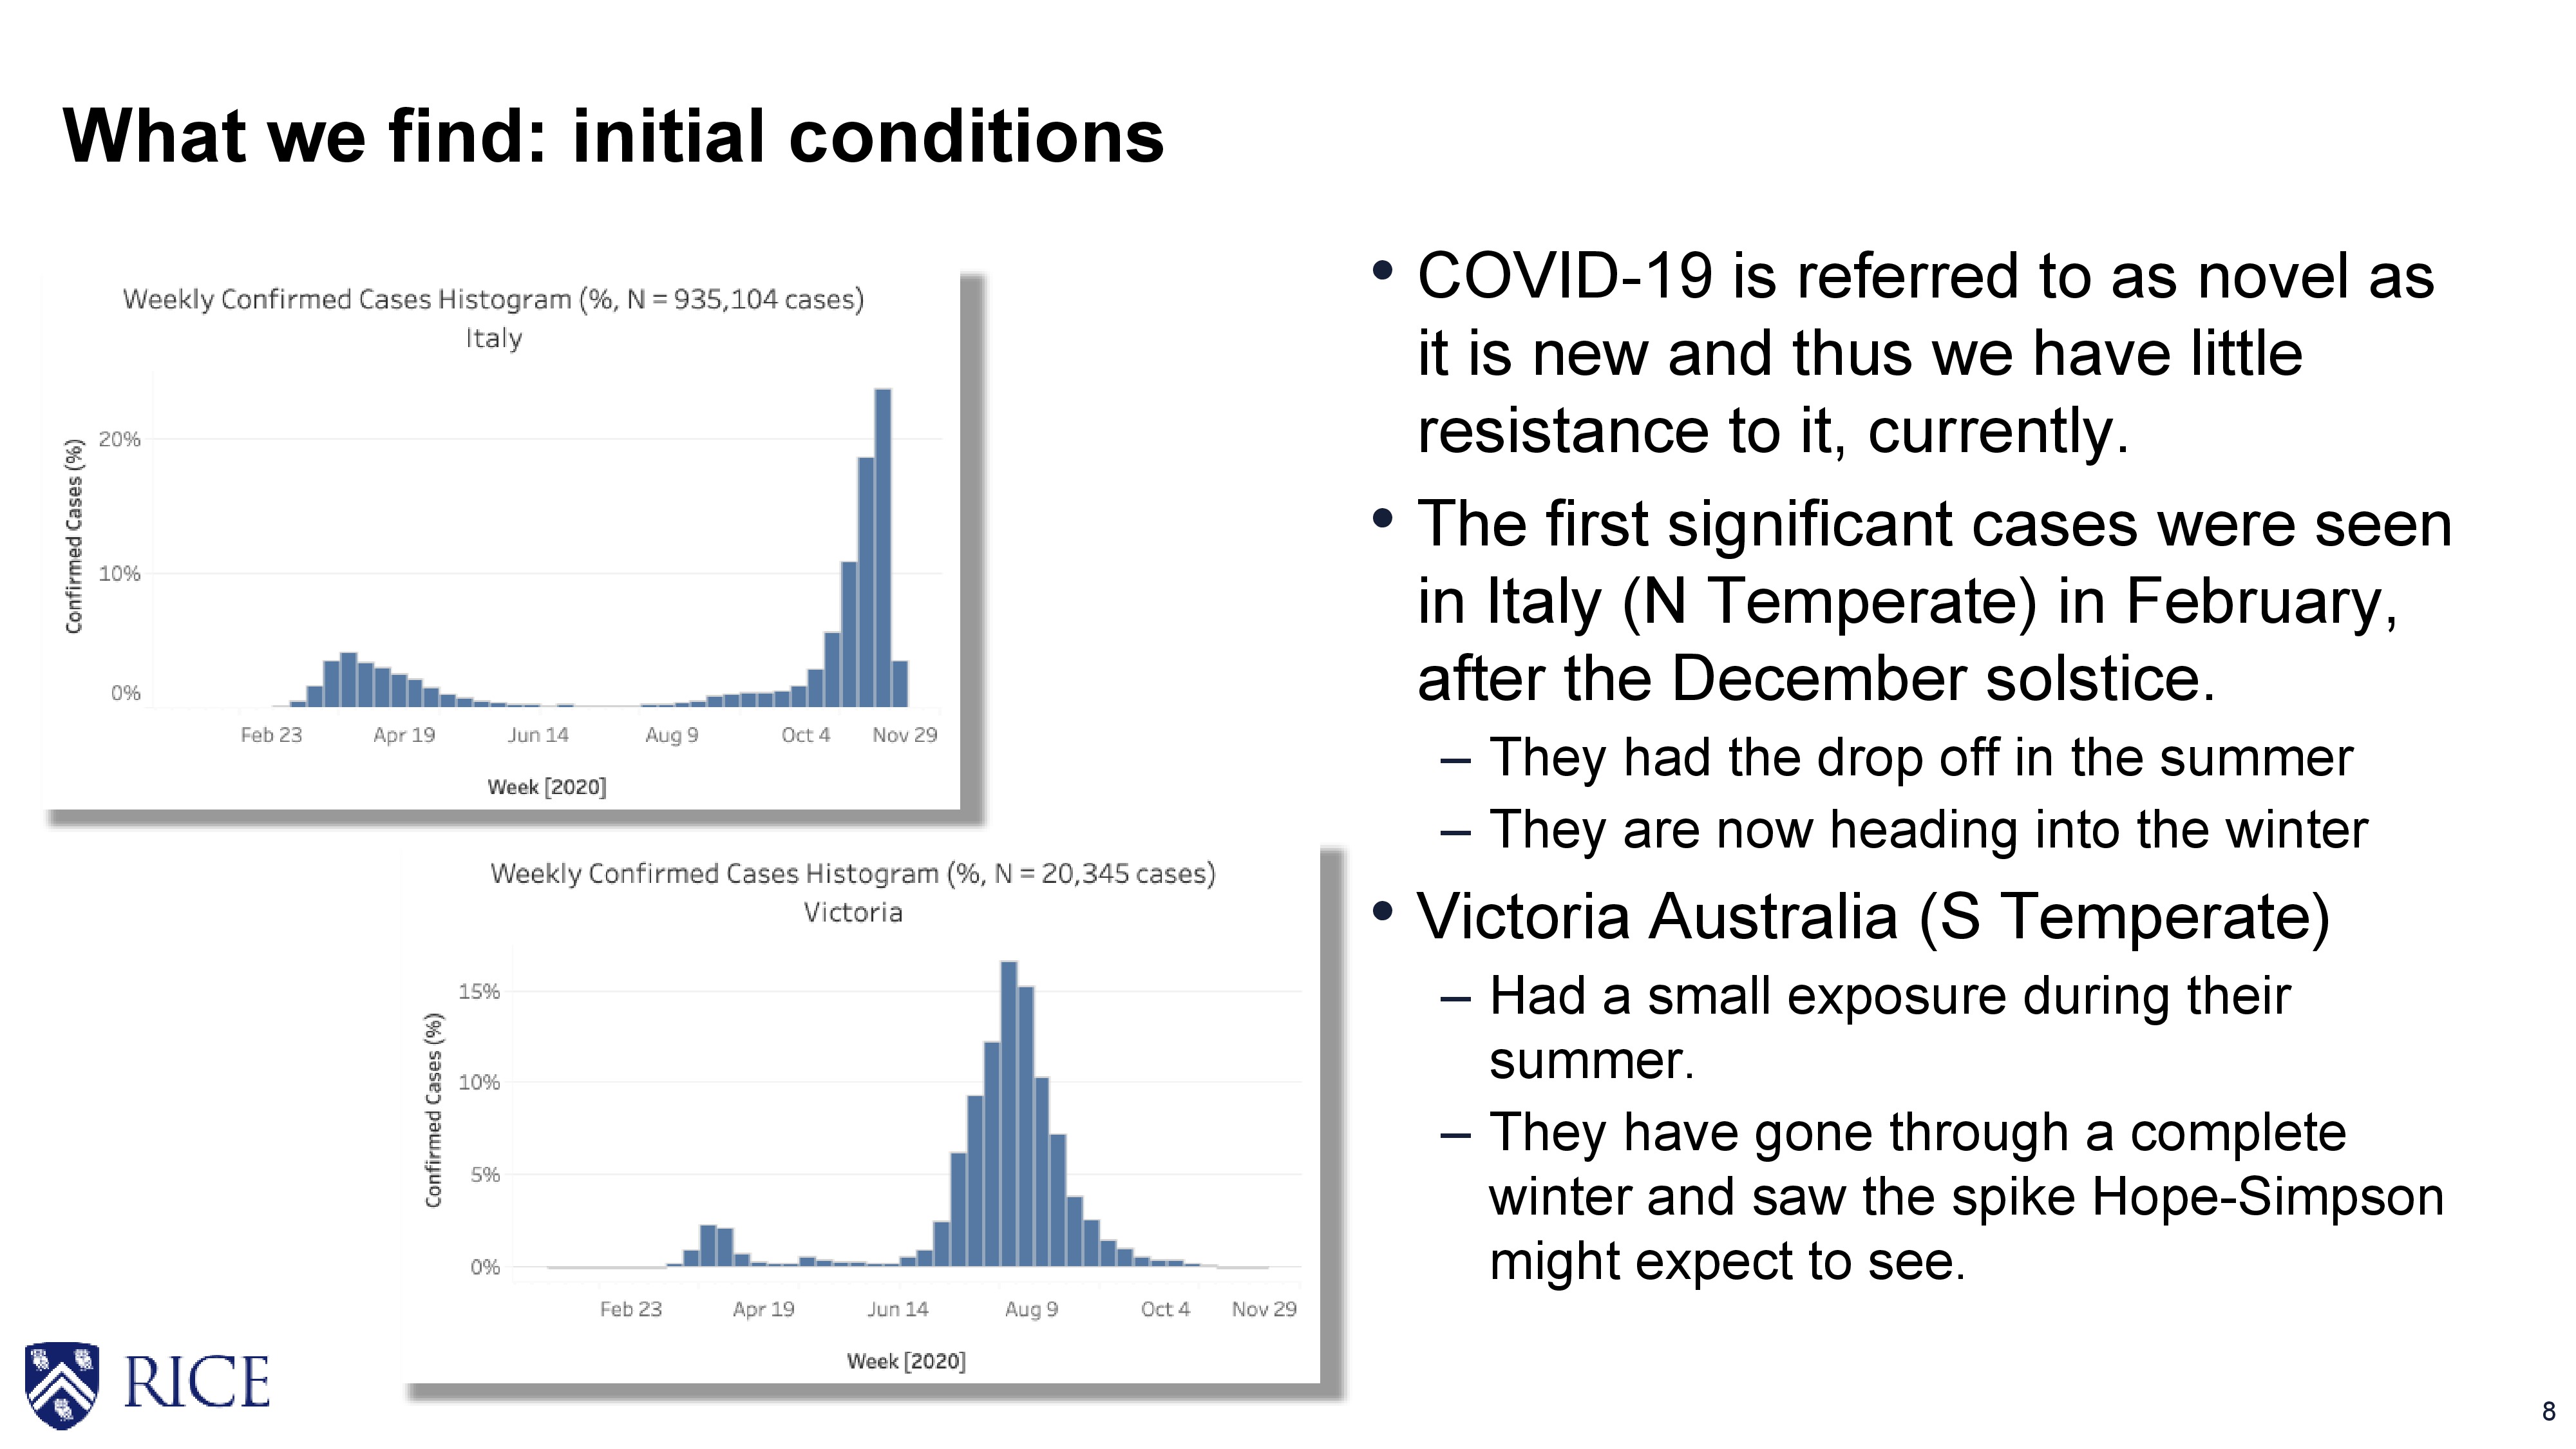 What we find: initial conditions
Weekly Confirmed Cases Histogram (%, N = 935,104 cases)
Italy
Confirmed Cases (%)
20%
10%
0%
Feb 23 Apr 19 Jun 14 Aug 9 Oct 4 Nov 29
Week [2020]
Weekly Confirmed Cases Histogram (%, N = 20,345 cases)
Victoria
Confirmed Cases (%)
15%
10%
5%
0%
Feb 23 Apr 19 Jun 14 Aug 9 Oct 4 Nov 29
Week [2020]
• COVID-19 is referred to as novel as
it is new and thus we have little
resistance to it, currently.
• The first significant cases were seen
in Italy (N Temperate) in February,
after the December solstice.
– They had the drop off in the summer
– They are now heading into the winter
• Victoria Australia (S Temperate)
– Had a small exposure during their
summer.
– They have gone through a complete
winter and saw the spike Hope-Simpson
might expect to see.
RICE
8